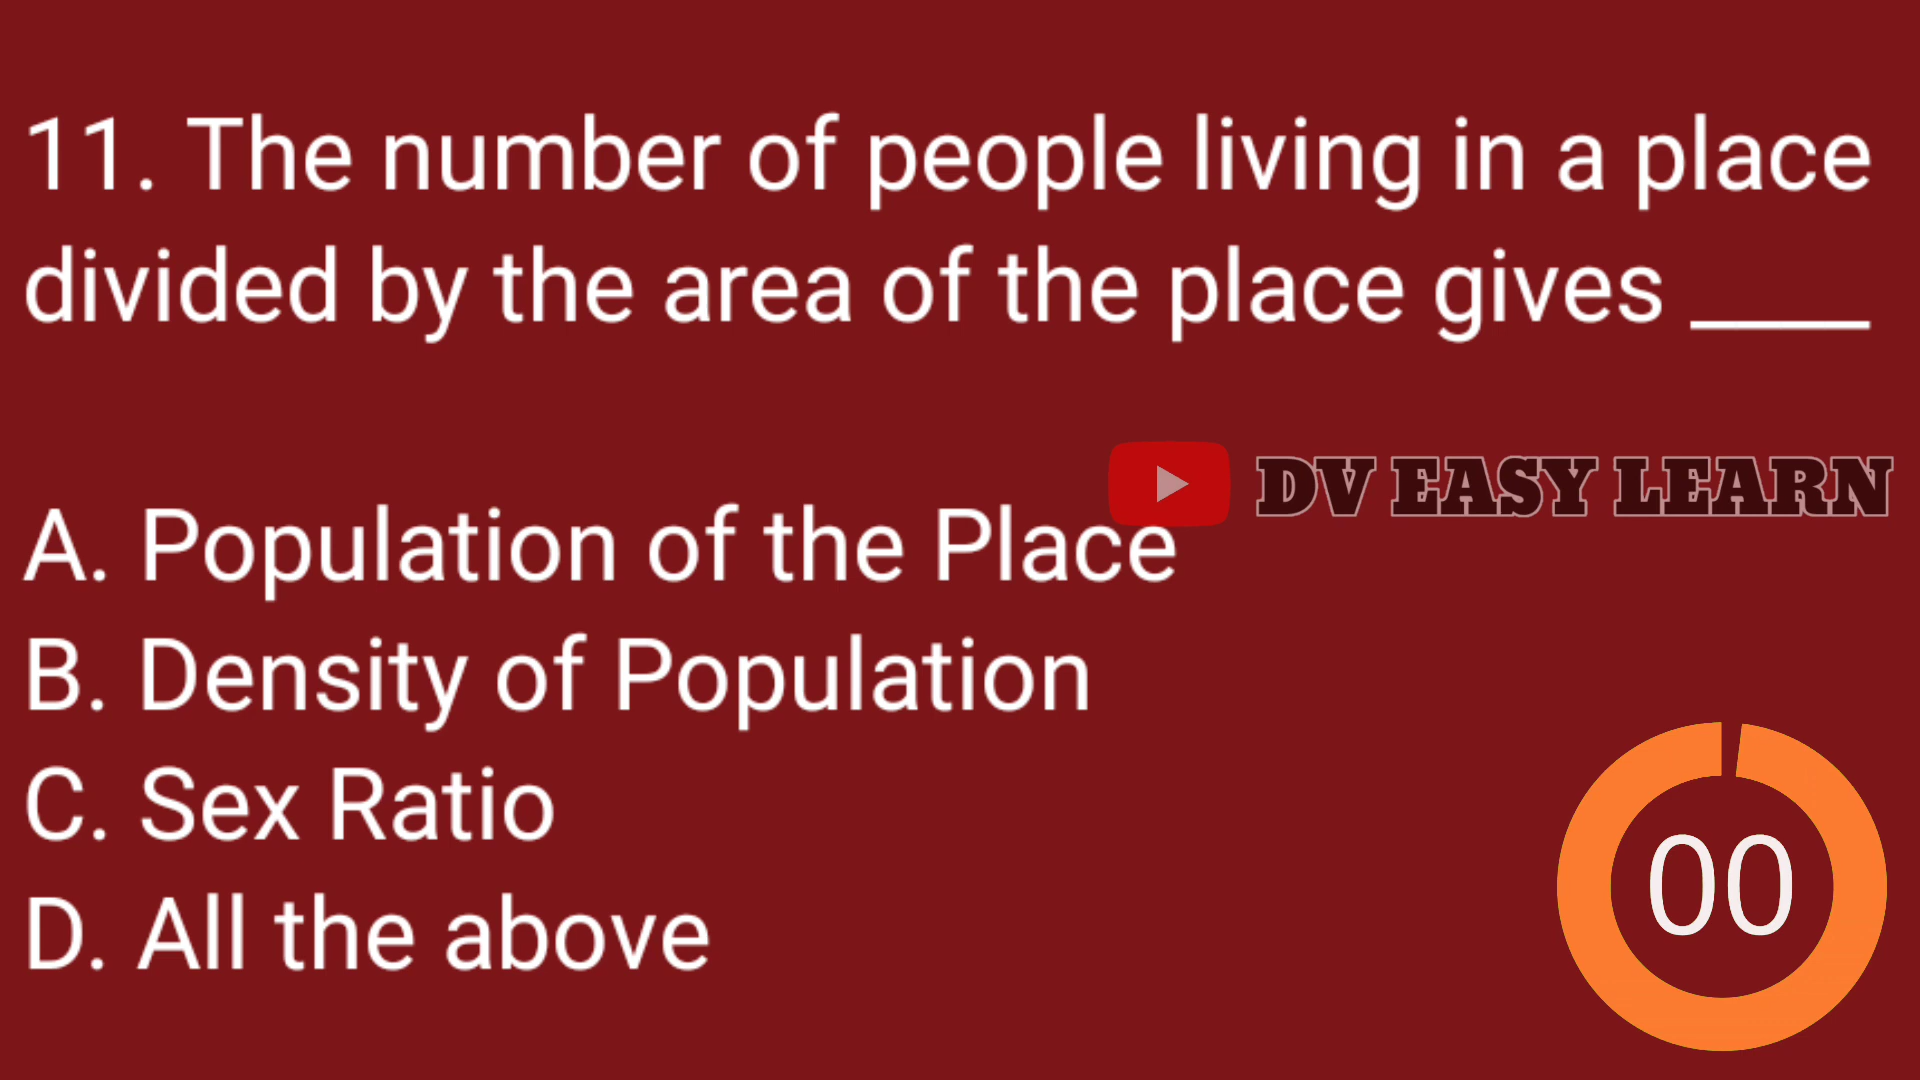 11. The number of people living in a place
divided by the area of the place gives _____
DV EASY LEARN
A. Population of the Place
B. Density of Population
C. Sex Ratio
D. All the above
00